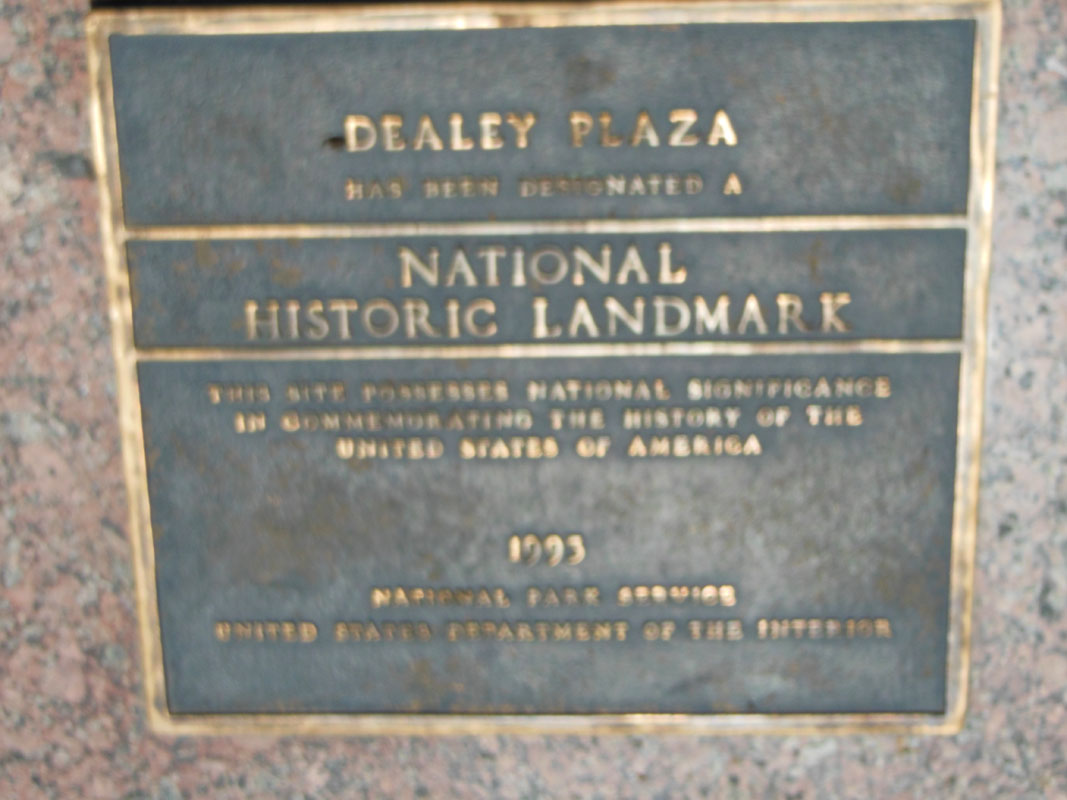 DEALEY PLAZA
HAS BEEN DESIGNATED A
NATIONAL
HISTORIC LANDMARK
THIS SITE POSSESSES NATIONAL SIGNIFICANCE
IN COMMEMORATING THE HISTORY OF THE
UNITED STATES OF AMERICA
1993
NATIONAL PARK SERVICE
UNITED STATES DEPARTMENT OF THE INTERIOR